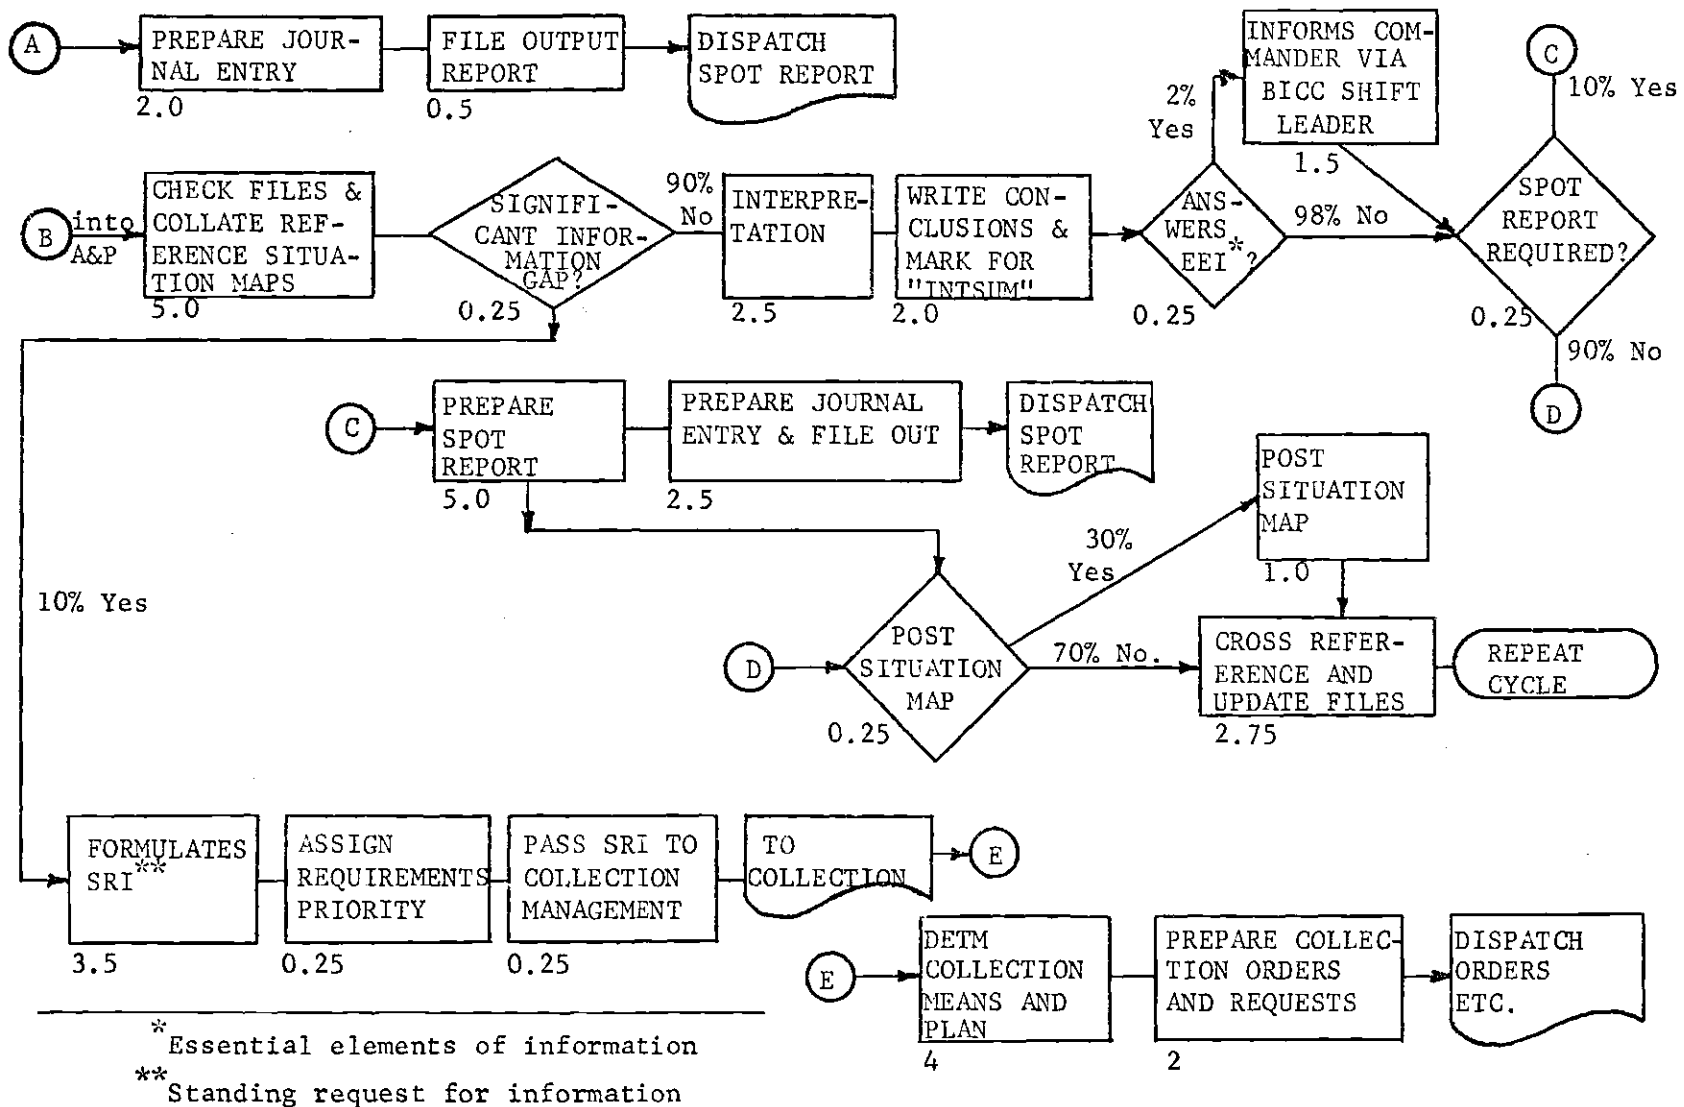 A
PREPARE JOUR-
NAL ENTRY
2.0
FILE OUTPUT
REPORT
0.5
DISPATCH
SPOT REPORT
2%
Yes
INFORMS COM-
MANDER VIA
BICC SHIFT
LEADER
1.5
C
10% Yes
B
into
A&P
CHECK FILES &
COLLATE REF-
ERENCE SITUA-
TION MAPS
5.0
SIGNIFI-
CANT INFOR-
MATION
GAP?
0.25
90%
No
INTERPRE-
TATION
2.5
WRITE CON-
CLUSIONS &
MARK FOR
"INTSUM"
2.0
ANS-
WERS
EEI*?
0.25
98% No
SPOT
REPORT
REQUIRED?
0.25
90% No
D
C
PREPARE
SPOT
REPORT
5.0
PREPARE JOURNAL
ENTRY & FILE OUT
2.5
DISPATCH
SPOT
REPORT
30%
Yes
POST
SITUATION
MAP
1.0
10% Yes
D
POST
SITUATION
MAP
0.25
70% No.
CROSS REFER-
ERENCE AND
UPDATE FILES
2.75
REPEAT
CYCLE
FORMULATES
SRI**
3.5
ASSIGN
REQUIREMENTS
PRIORITY
0.25
PASS SRI TO
COLLECTION
MANAGEMENT
0.25
TO
COLLECTION
E
E
DETM
COLLECTION
MEANS AND
PLAN
4
PREPARE COLLEC-
TION ORDERS
AND REQUESTS
2
DISPATCH
ORDERS
ETC.
*Essential elements of information
**Standing request for information